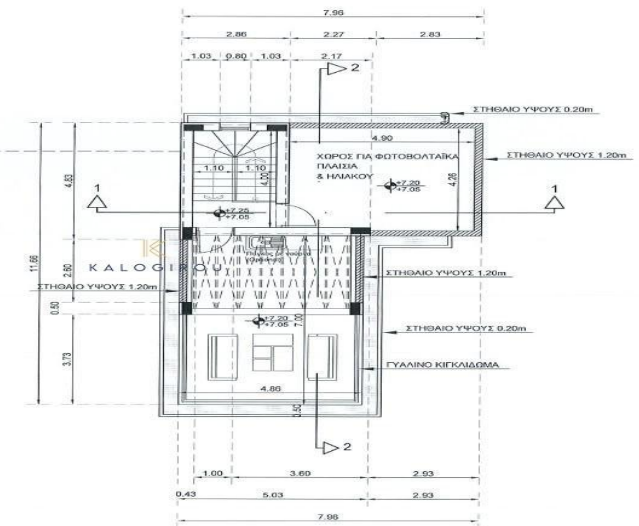 7.96
2.86 2.27 2.83
1.03 0.80 1.03 2.17
2
ΣΤΗΘΑΙΟ ΥΨΟΥΣ 0.20m
4.90
ΧΩΡΟΣ ΓΙΑ ΦΩΤΟΒΟΛΤΑΪΚΑ
ΠΛΑΙΣΙΑ
& ΗΛΙΑΚΟΥ
ΣΤΗΘΑΙΟ ΥΨΟΥΣ 1.20m
1.10 1.10
4.00
4.26
+7.20
+7.05
4.83
1
1
+7.25
+7.05
11.66
KALOGIROU
2.60
ΣΤΗΘΑΙΟ ΥΨΟΥΣ 1.20m
ΣΤΗΘΑΙΟ ΥΨΟΥΣ 1.20m
0.50
+7.20
+7.05
7.00
ΣΤΗΘΑΙΟ ΥΨΟΥΣ 0.20m
3.73
ΓΥΑΛΙΝΟ ΚΙΓΚΛΙΔΩΜΑ
4.86
0.50
2
1.00 3.60 2.93
0.43 5.03 2.93
7.96